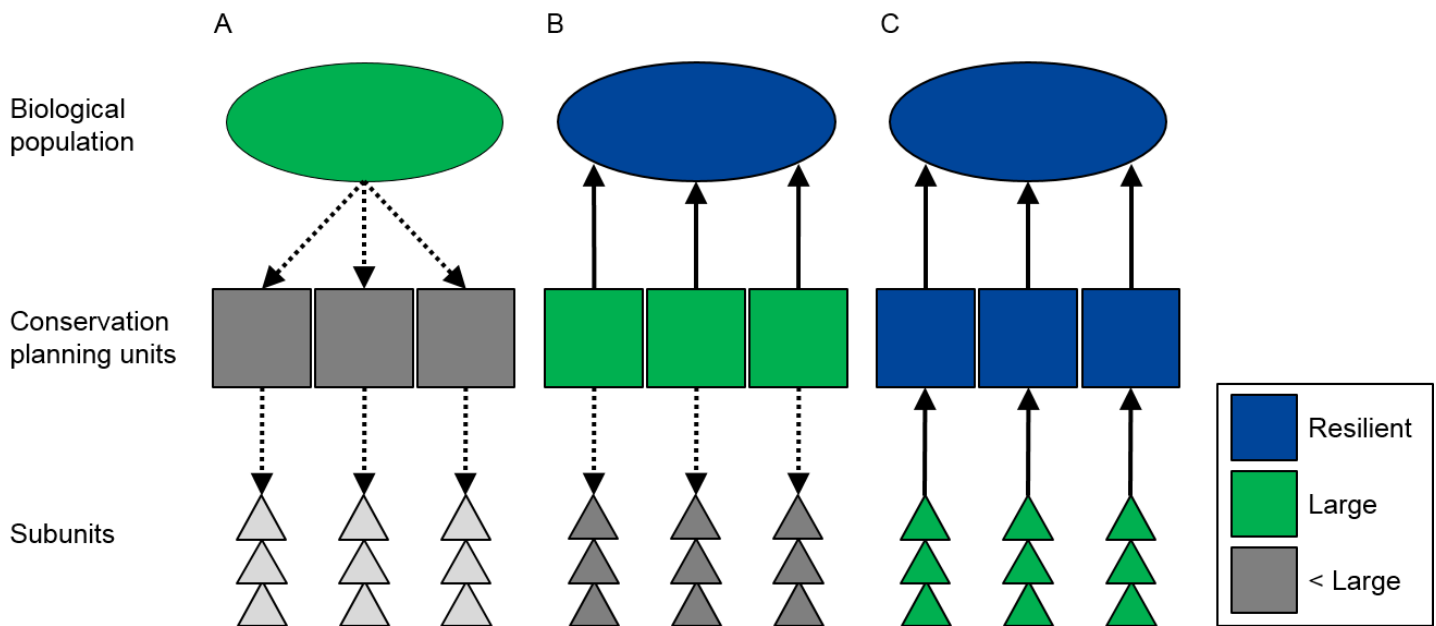 A
B
C
Biological
population
Conservation
planning units
Subunits
Resilient
Large
< Large